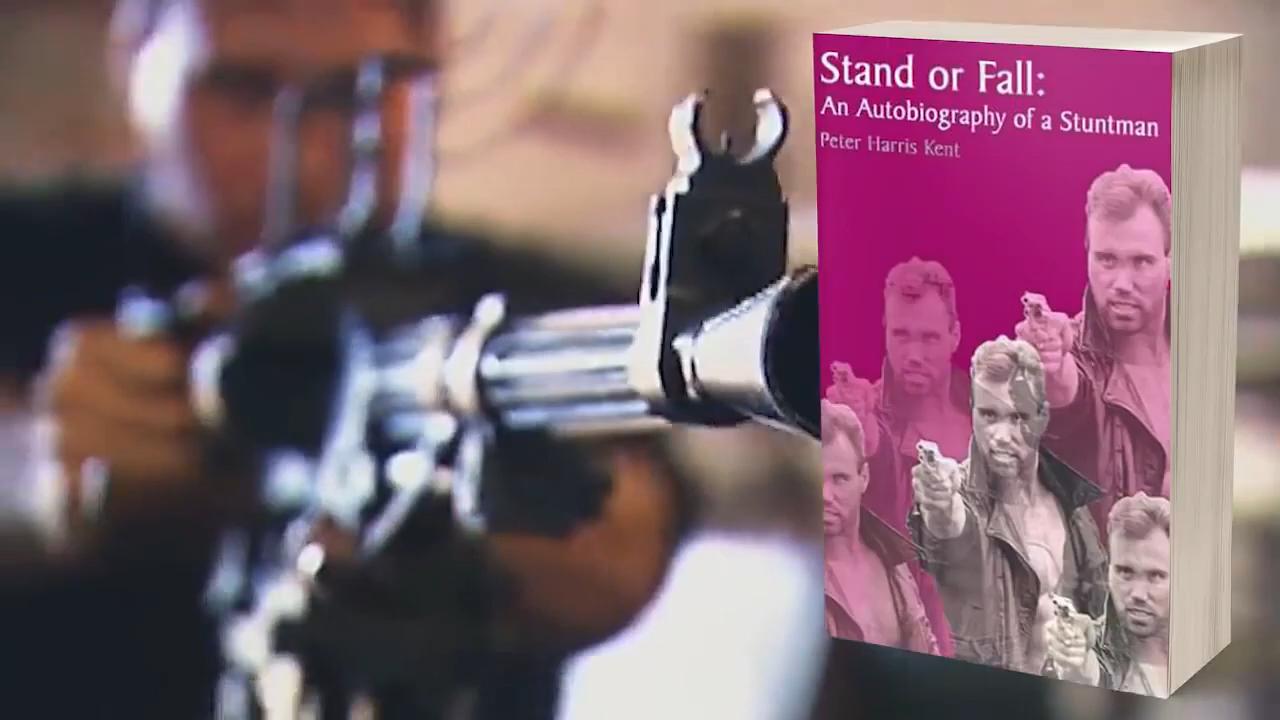 Stand or Fall:
An Autobiography of a Stuntman
Peter Harris Kent